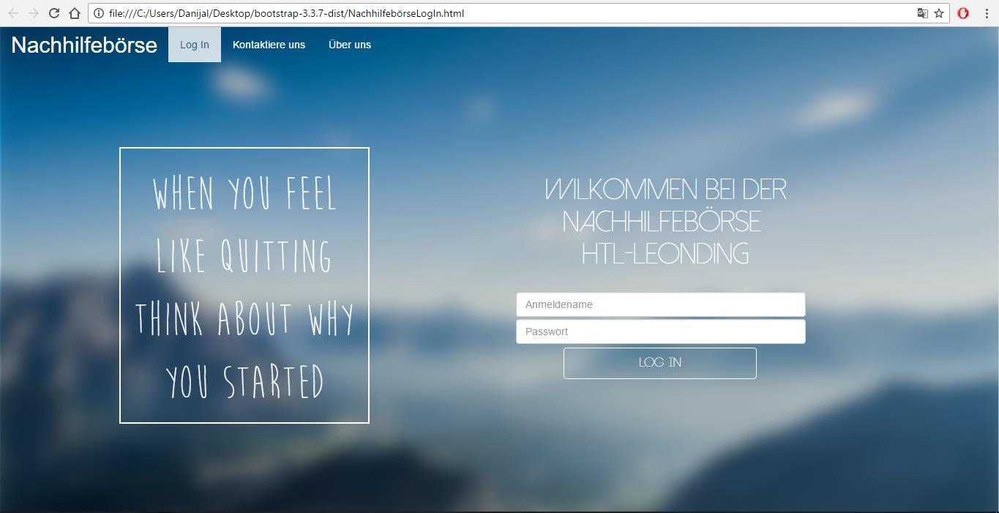 file:///C:/Users/Danijal/Desktop/bootstrap-3.3.7-dist/NachhilfebörseLogIn.html
Nachhilfebörse Log In Kontaktiere uns Über uns
WHEN YOU FEEL
LIKE QUITTING
THINK ABOUT WHY
YOU STARTED
WILKOMMEN BEI DER
NACHHILFEBÖRSE
HTL-LEONDING
Anmeldename
Passwort
LOG IN